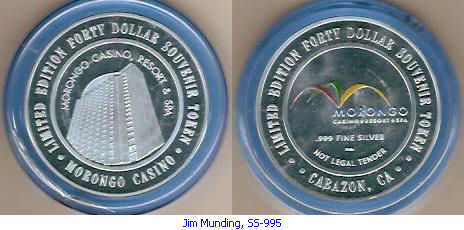 LIMITED EDITION FORTY DOLLAR SOUVENIR TOKEN
MORONGO CASINO, RESORT & SPA
• MORONGO CASINO •
LIMITED EDITION FORTY DOLLAR SOUVENIR TOKEN
MORONGO
CASINO • RESORT • SPA
.999 FINE SILVER
NOT LEGAL TENDER
• CABAZON, CA •
Jim Munding, SS-995